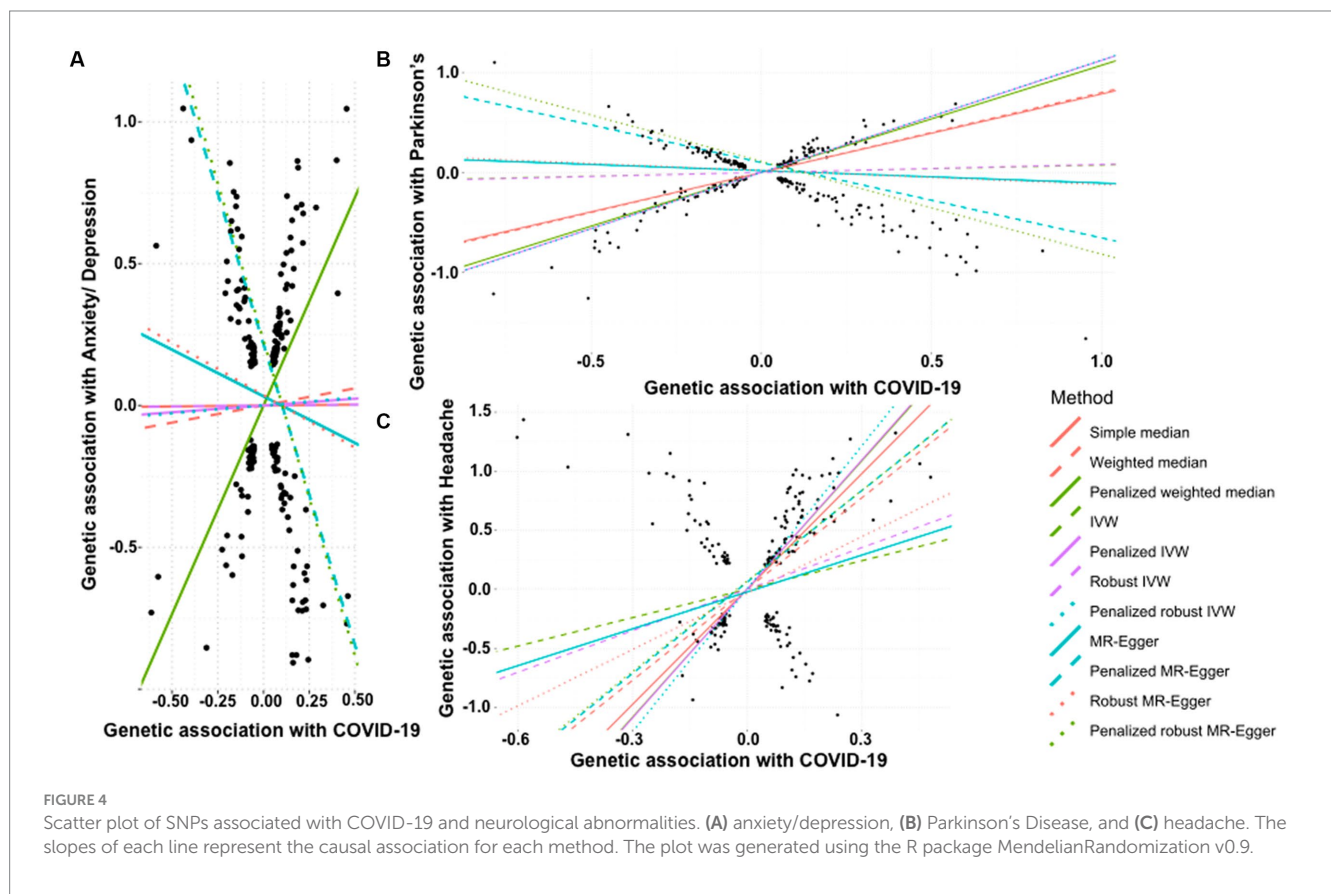 A
Genetic association with Anxiety/ Depression
1.0
0.5
0.0
-0.5
-0.50
-0.25
0.00
0.25
0.50
Genetic association with COVID-19
B
Genetic association with Parkinson's
1.0
0.0
-1.0
-0.5
0.0
0.5
1.0
Genetic association with COVID-19
C
Genetic association with Headache
1.5
1.0
0.5
0.0
-0.5
-1.0
-0.6
-0.3
0.0
0.3
Genetic association with COVID-19
Method
Simple median
Weighted median
Penalized weighted median
IVW
Penalized IVW
Robust IVW
Penalized robust IVW
MR-Egger
Penalized MR-Egger
Robust MR-Egger
Penalized robust MR-Egger
FIGURE 4
Scatter plot of SNPs associated with COVID-19 and neurological abnormalities. (A) anxiety/depression, (B) Parkinson's Disease, and (C) headache. The
slopes of each line represent the causal association for each method. The plot was generated using the R package MendelianRandomization v0.9.